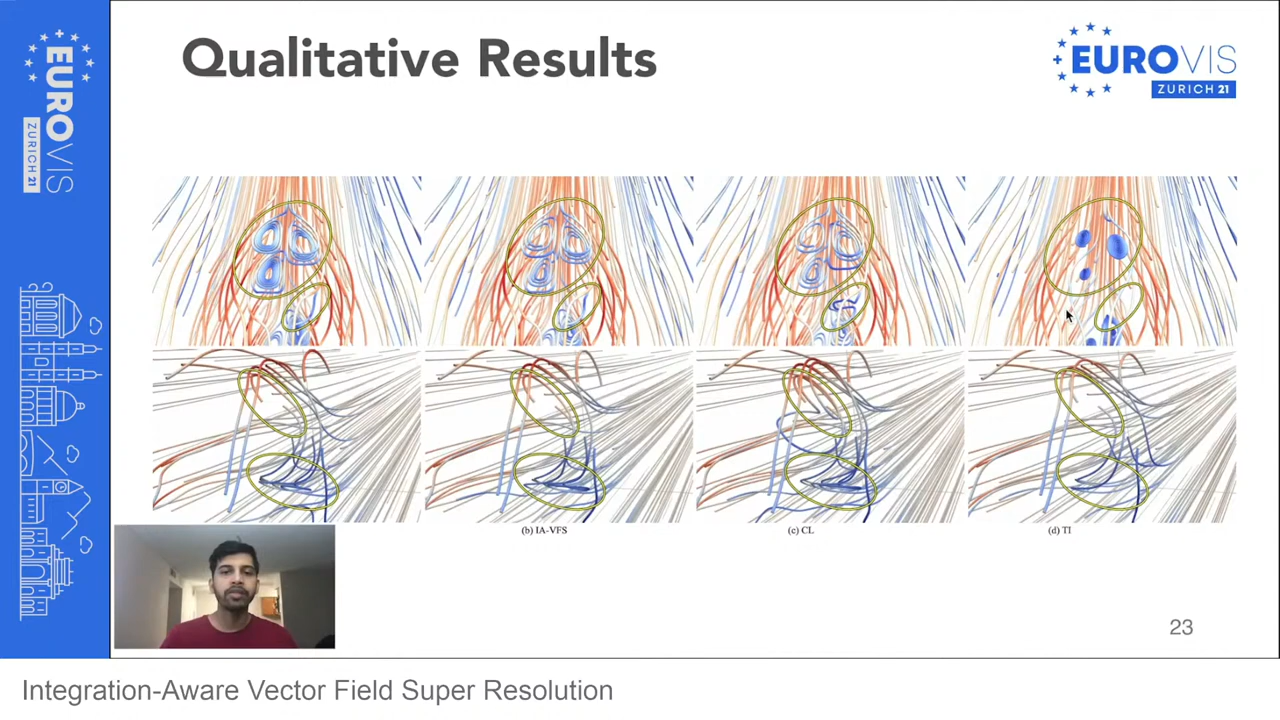 EUROVIS
ZURICH 21
Qualitative Results
EUROVIS
ZURICH 21
(b) IA-VFS
(c) CL
(d) TI
23
Integration-Aware Vector Field Super Resolution